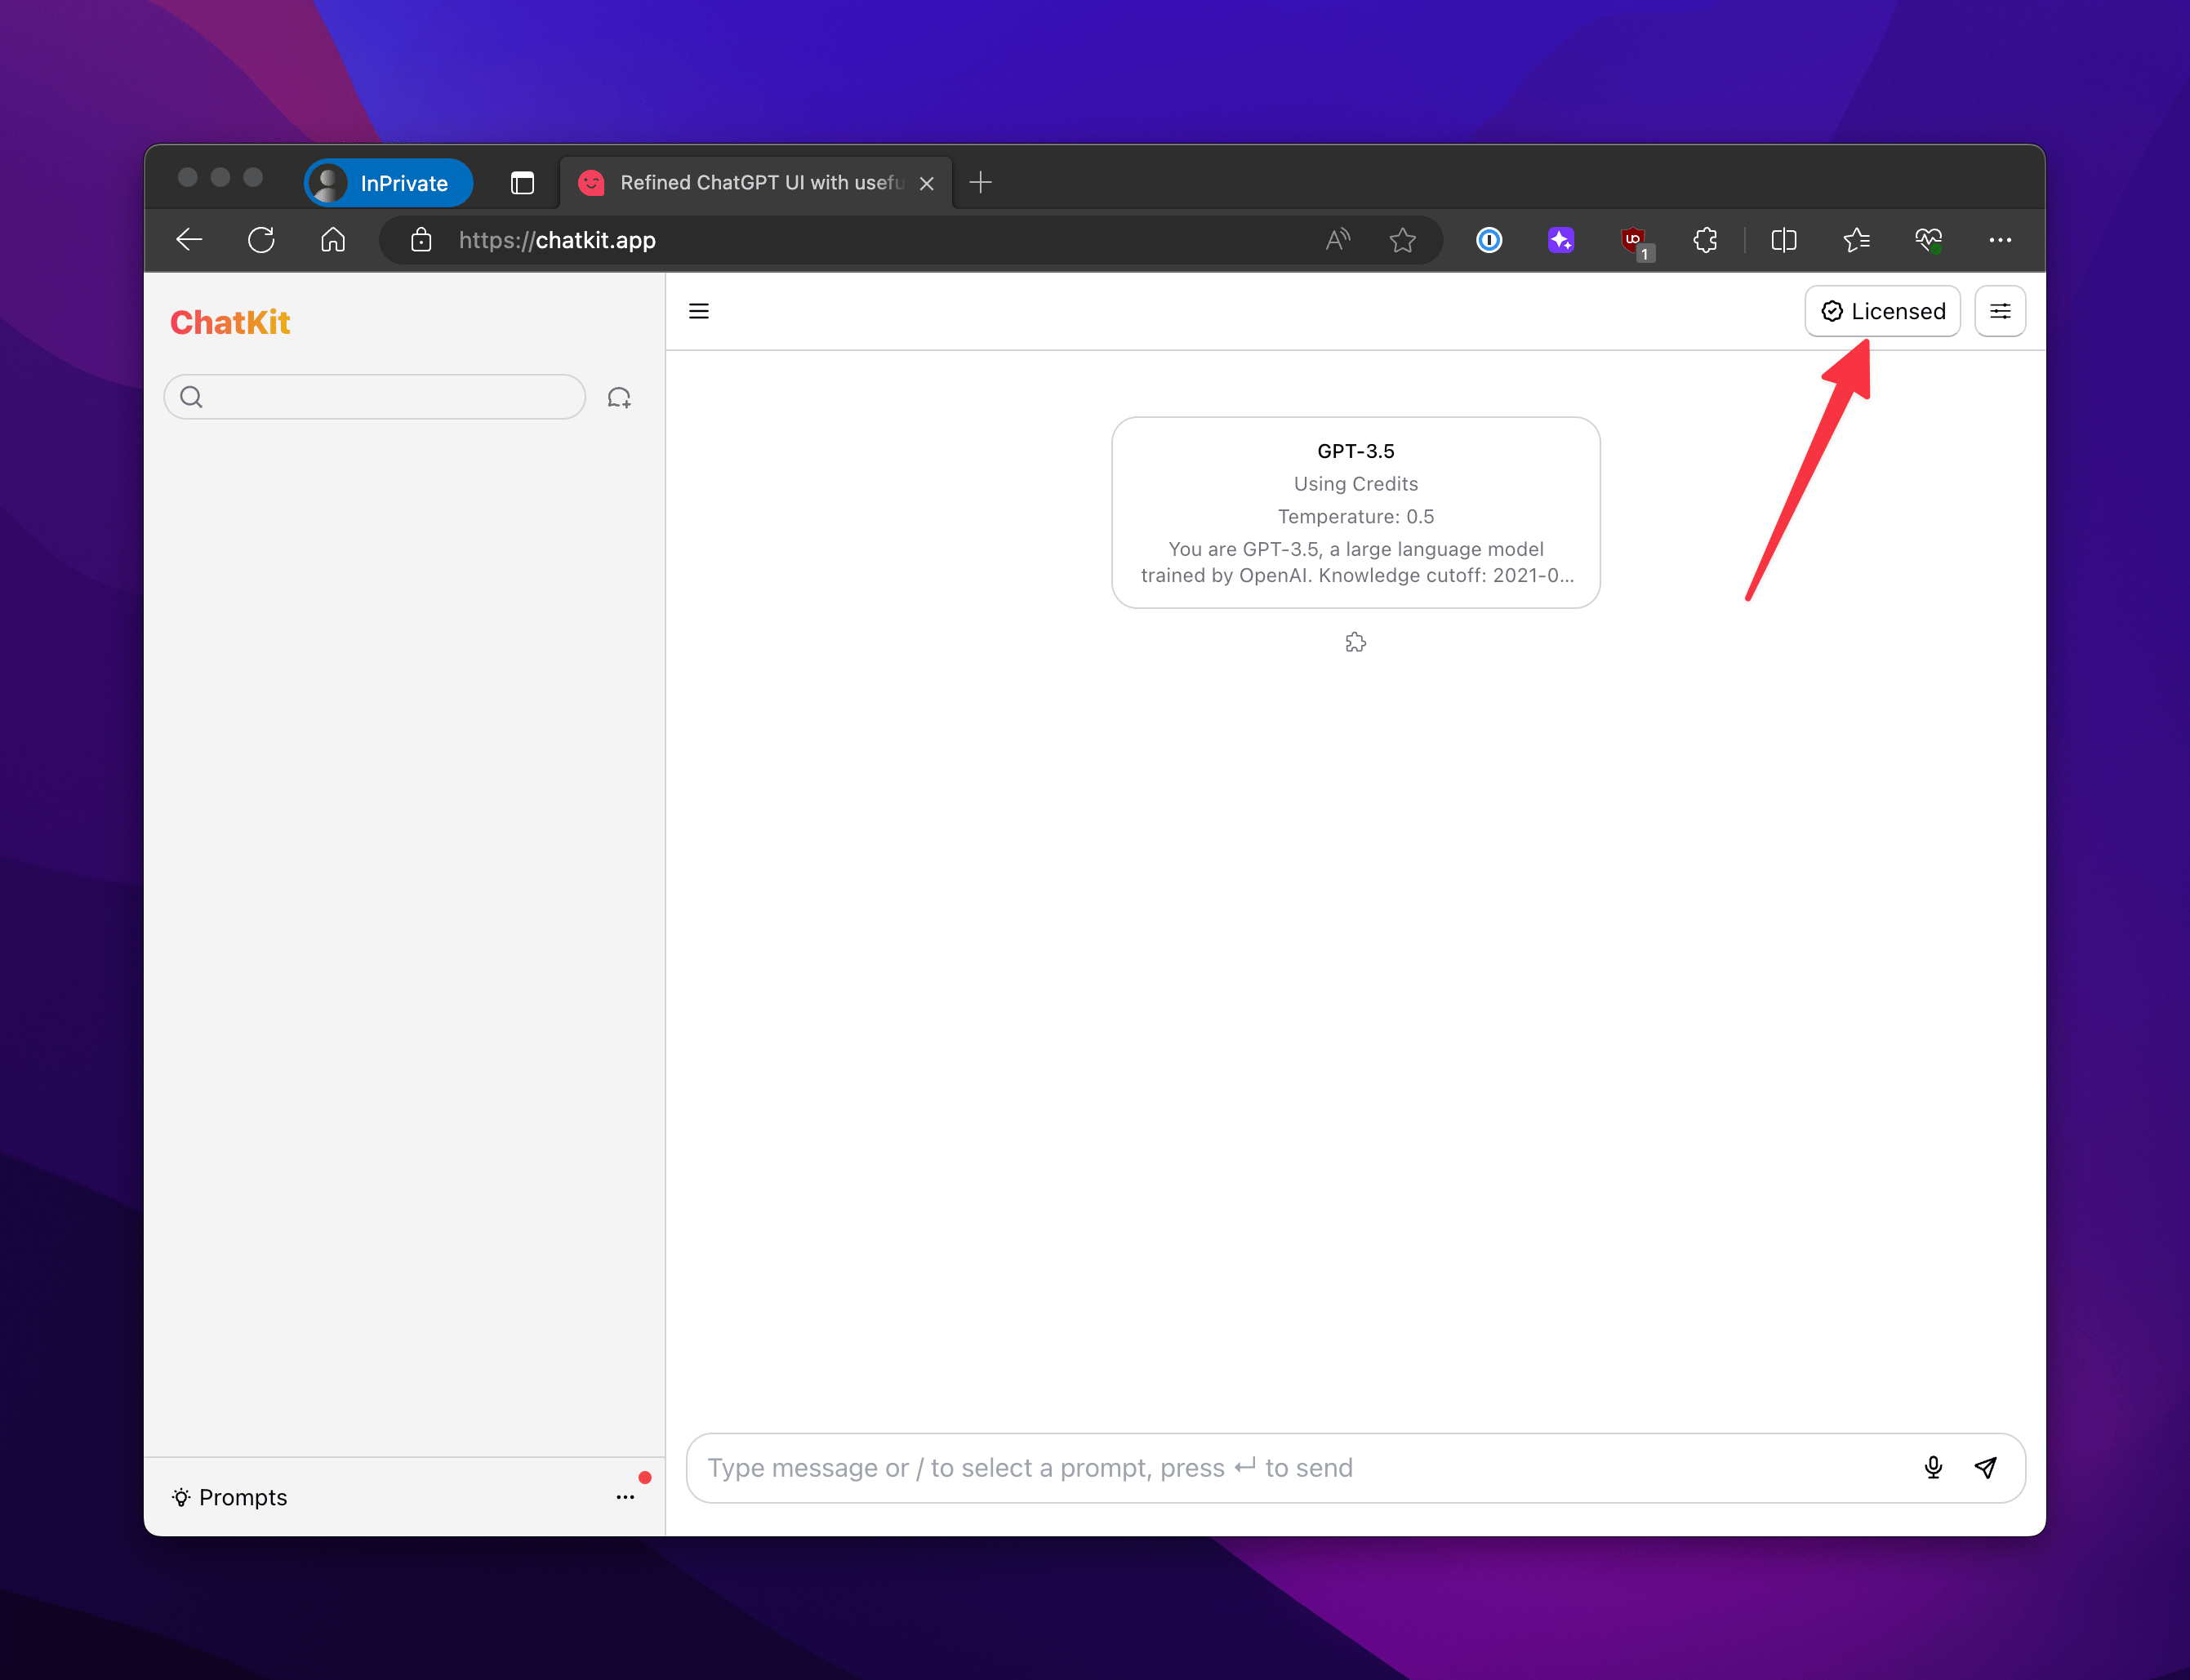 InPrivate
Refined ChatGPT UI with usefu
https://chatkit.app
1
ChatKit
Licensed
GPT-3.5
Using Credits
Temperature: 0.5
You are GPT-3.5, a large language model
trained by OpenAI. Knowledge cutoff: 2021-0...
Type message or / to select a prompt, press ↵ to send
Prompts